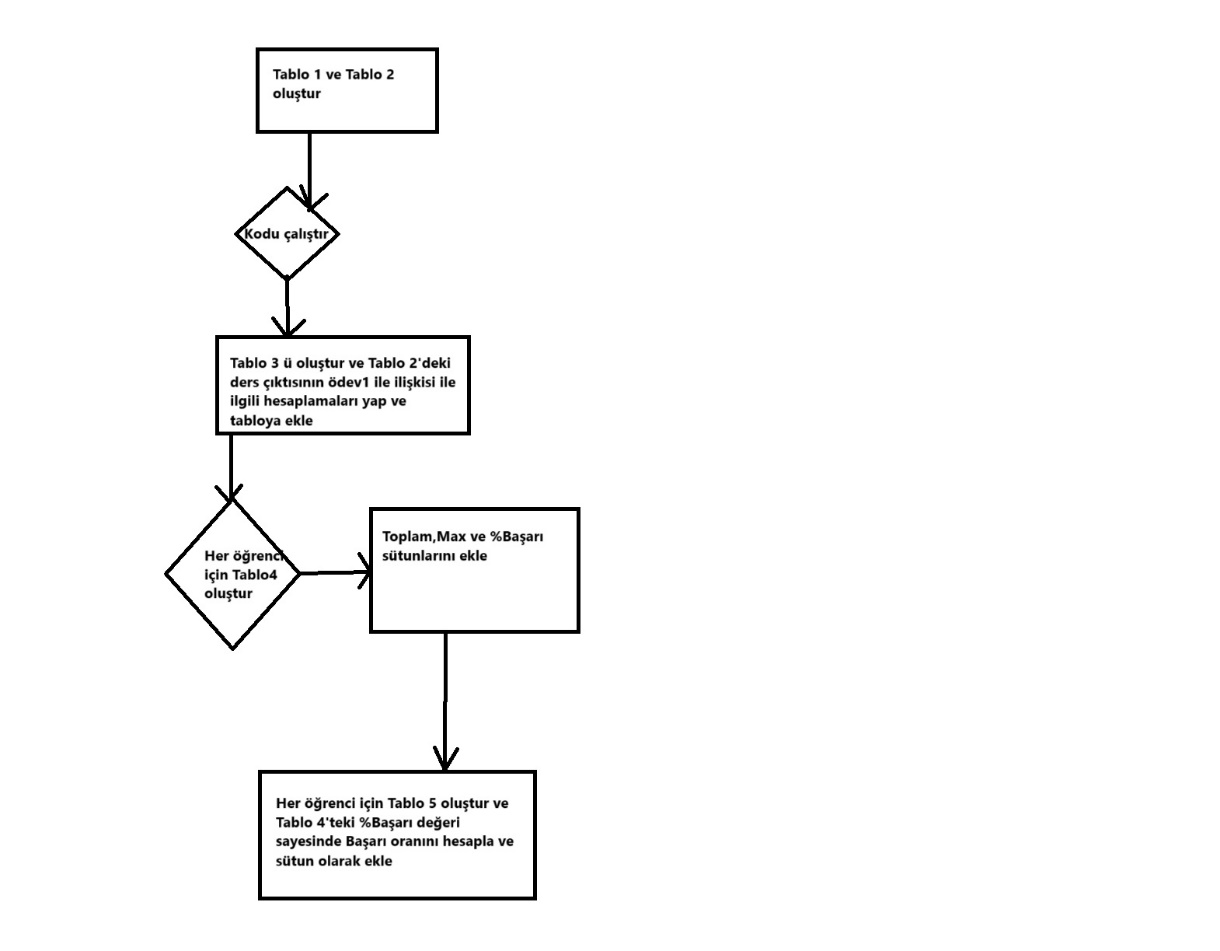 Tablo 1 ve Tablo 2
oluştur
Kodu çalıştır
Tablo 3 ü oluştur ve Tablo 2'deki
ders çıktısının ödev1 ile ilişkisi ile
ilgili hesaplamaları yap ve
tabloya ekle
Her öğrenci
için Tablo4
oluştur
Toplam,Max ve %Başarı
sütunlarını ekle
Her öğrenci için Tablo 5 oluştur ve
Tablo 4'teki %Başarı değeri
sayesinde Başarı oranını hesapla ve
sütun olarak ekle